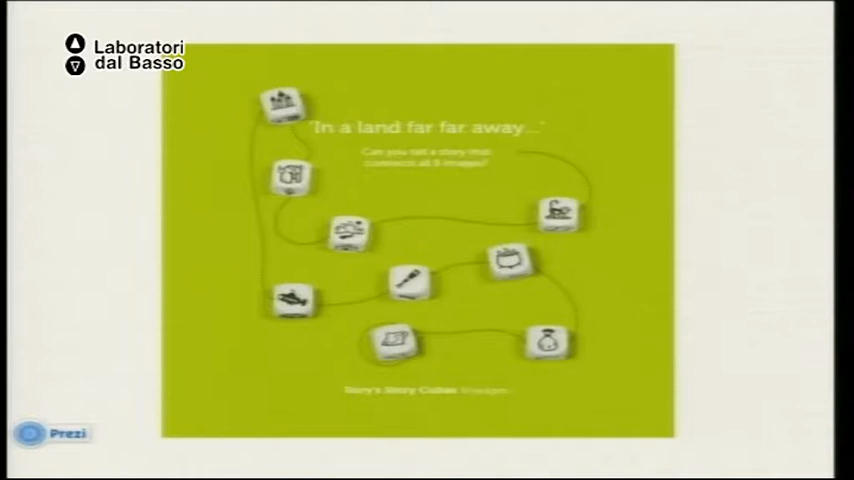 Laboratori
dal Basso
"In a land far far away..."
Can you tell a story that
connects all 9 images?
Rory's Story Cubes Voyages
Prezi